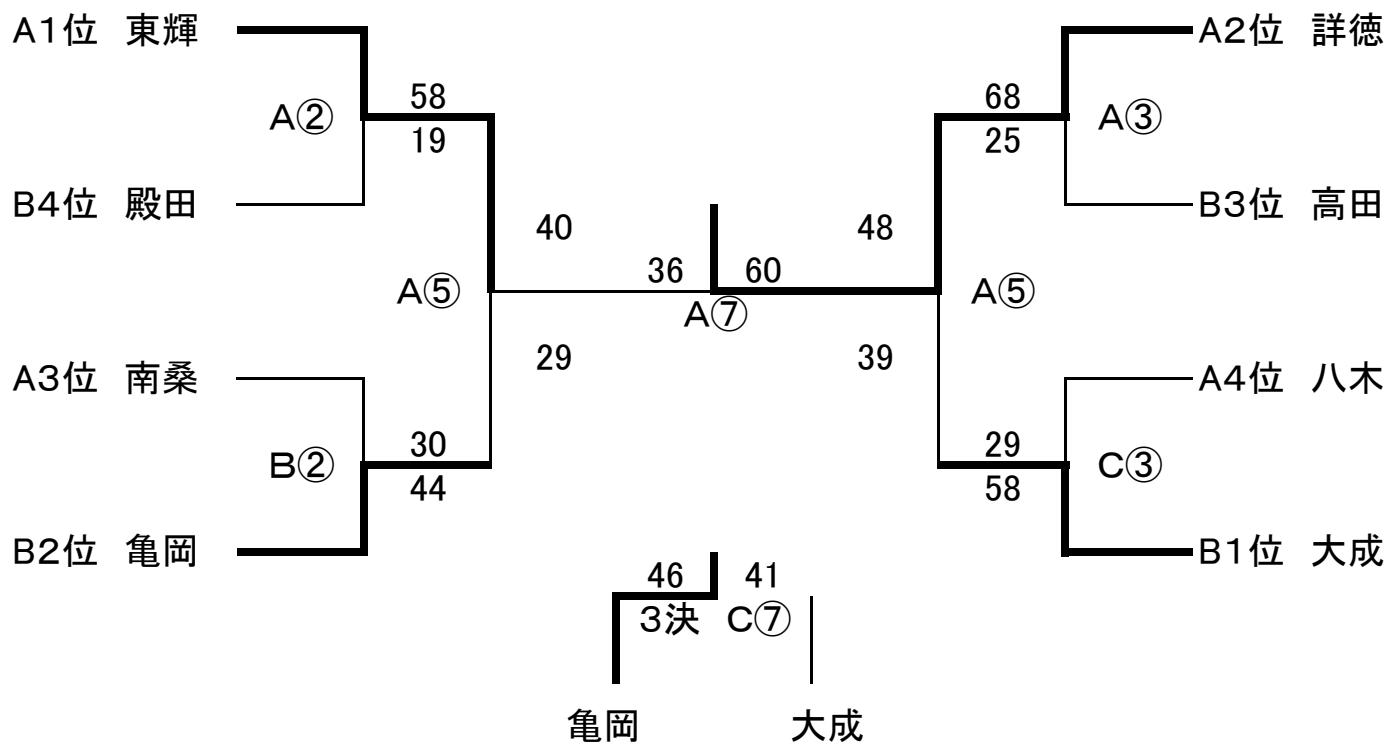 A1位 東輝
A2位 詳徳
58
68
A②
A③
19
25
B4位 殿田
B3位 高田
40
48
36 60
A⑤
A⑤
A⑦
29
39
A3位 南桑
A4位 八木
30
29
B②
C③
44
58
B2位 亀岡
B1位 大成
46 41
3決 C⑦
亀岡 大成